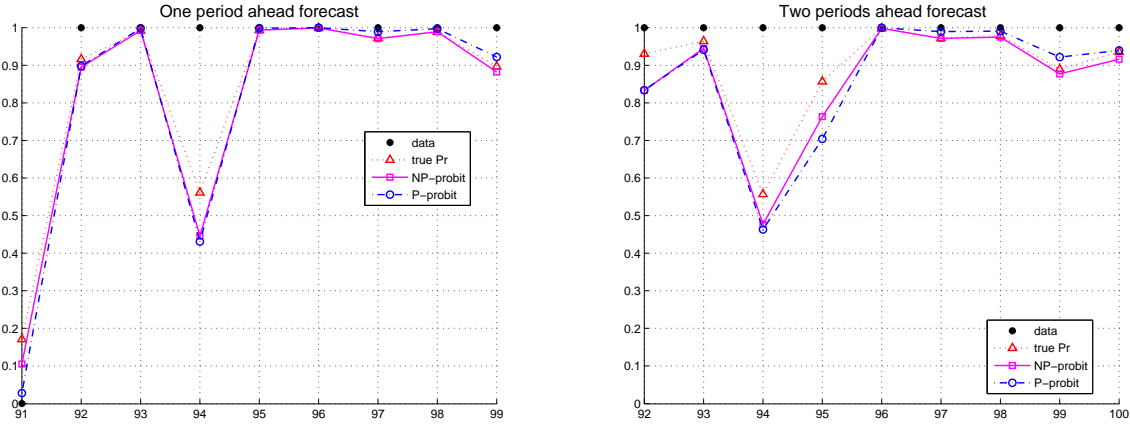 One period ahead forecast
1
0.9
0.8
0.7
0.6
0.5
0.4
0.3
0.2
0.1
0
91 92 93 94 95 96 97 98 99
data
true Pr
NP−probit
P−probit
Two periods ahead forecast
1
0.9
0.8
0.7
0.6
0.5
0.4
0.3
0.2
0.1
0
92 93 94 95 96 97 98 99 100
data
true Pr
NP−probit
P−probit